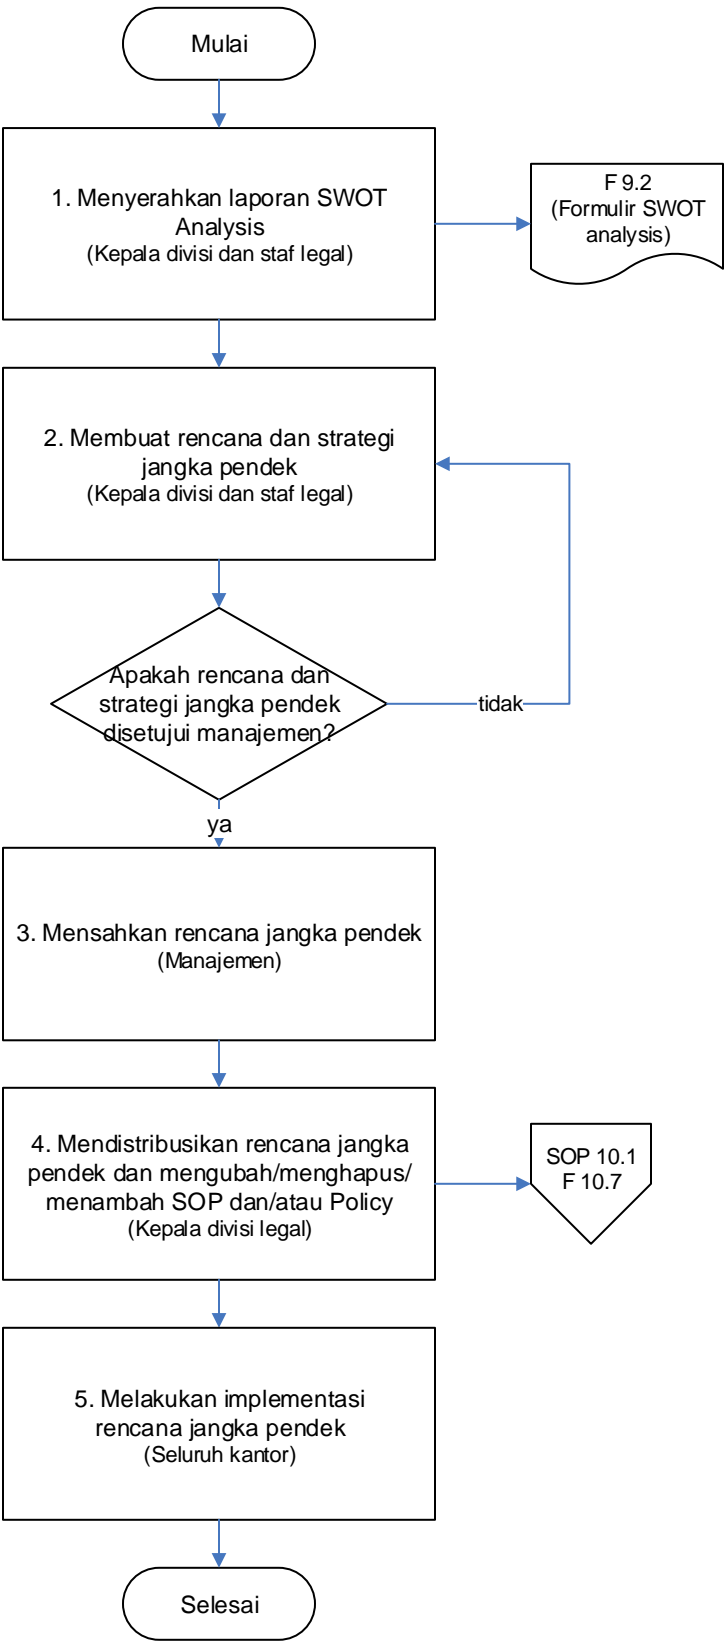 Mulai
1. Menyerahkan laporan SWOT
Analysis
(Kepala divisi dan staf legal)
F 9.2
(Formulir SWOT
analysis)
2. Membuat rencana dan strategi
jangka pendek
(Kepala divisi dan staf legal)
Apakah rencana dan
strategi jangka pendek
disetujui manajemen?
tidak
ya
3. Mensahkan rencana jangka pendek
(Manajemen)
4. Mendistribusikan rencana jangka
pendek dan mengubah/menghapus/
menambah SOP dan/atau Policy
(Kepala divisi legal)
SOP 10.1
F 10.7
5. Melakukan implementasi
rencana jangka pendek
(Seluruh kantor)
Selesai